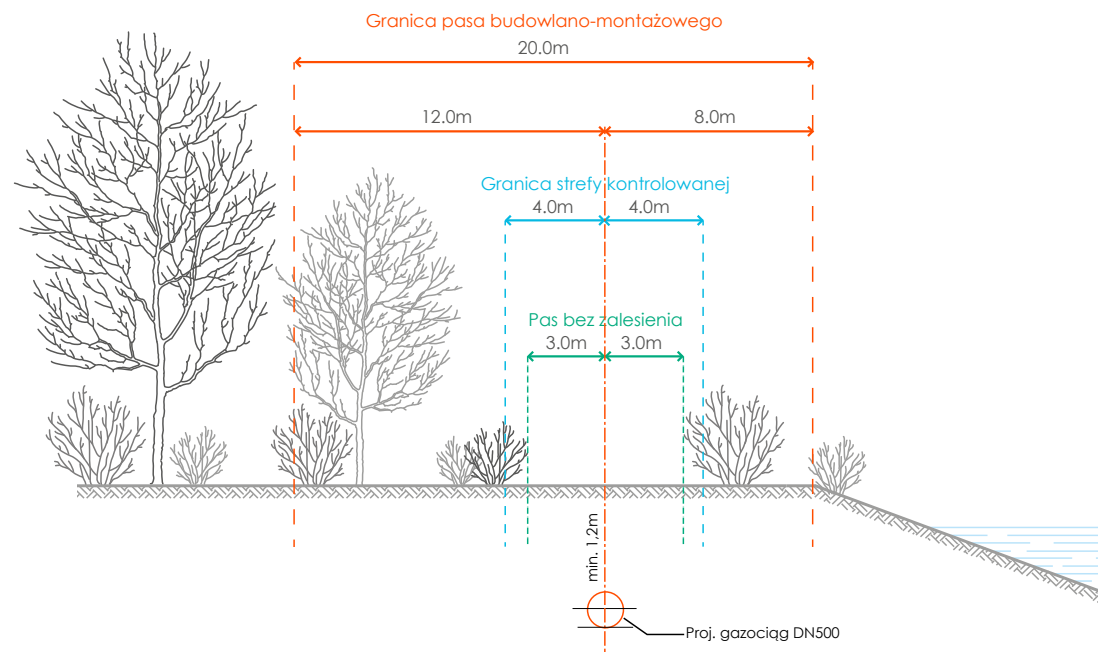 Granica pasa budowlano-montażowego
20.0m
12.0m 8.0m
Granica strefy kontrolowanej
4.0m 4.0m
Pas bez zalesienia
3.0m 3.0m
min. 1,2m
Proj. gazociąg DN500